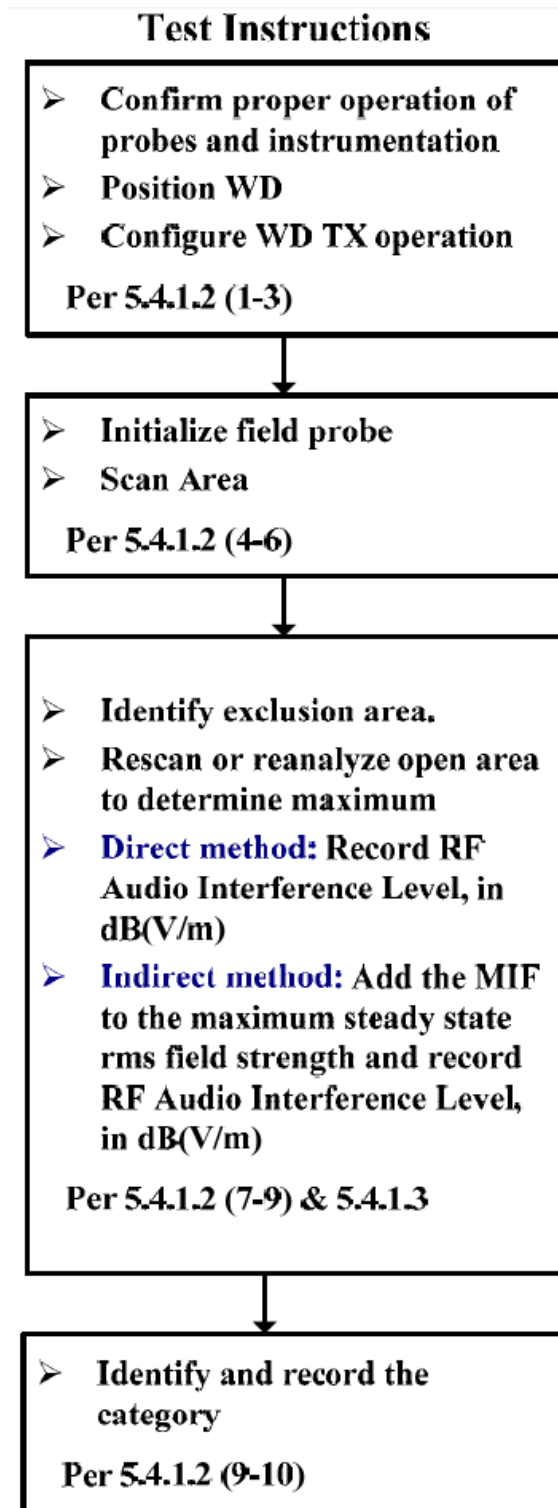 Test Instructions
➢ Confirm proper operation of
probes and instrumentation
➢ Position WD
➢ Configure WD TX operation
Per 5.4.1.2 (1-3)
➢ Initialize field probe
➢ Scan Area
Per 5.4.1.2 (4-6)
➢ Identify exclusion area.
➢ Rescan or reanalyze open area
to determine maximum
➢ Direct method: Record RF
Audio Interference Level, in
dB(V/m)
➢ Indirect method: Add the MIF
to the maximum steady state
rms field strength and record
RF Audio Interference Level,
in dB(V/m)
Per 5.4.1.2 (7-9) & 5.4.1.3
➢ Identify and record the
category
Per 5.4.1.2 (9-10)